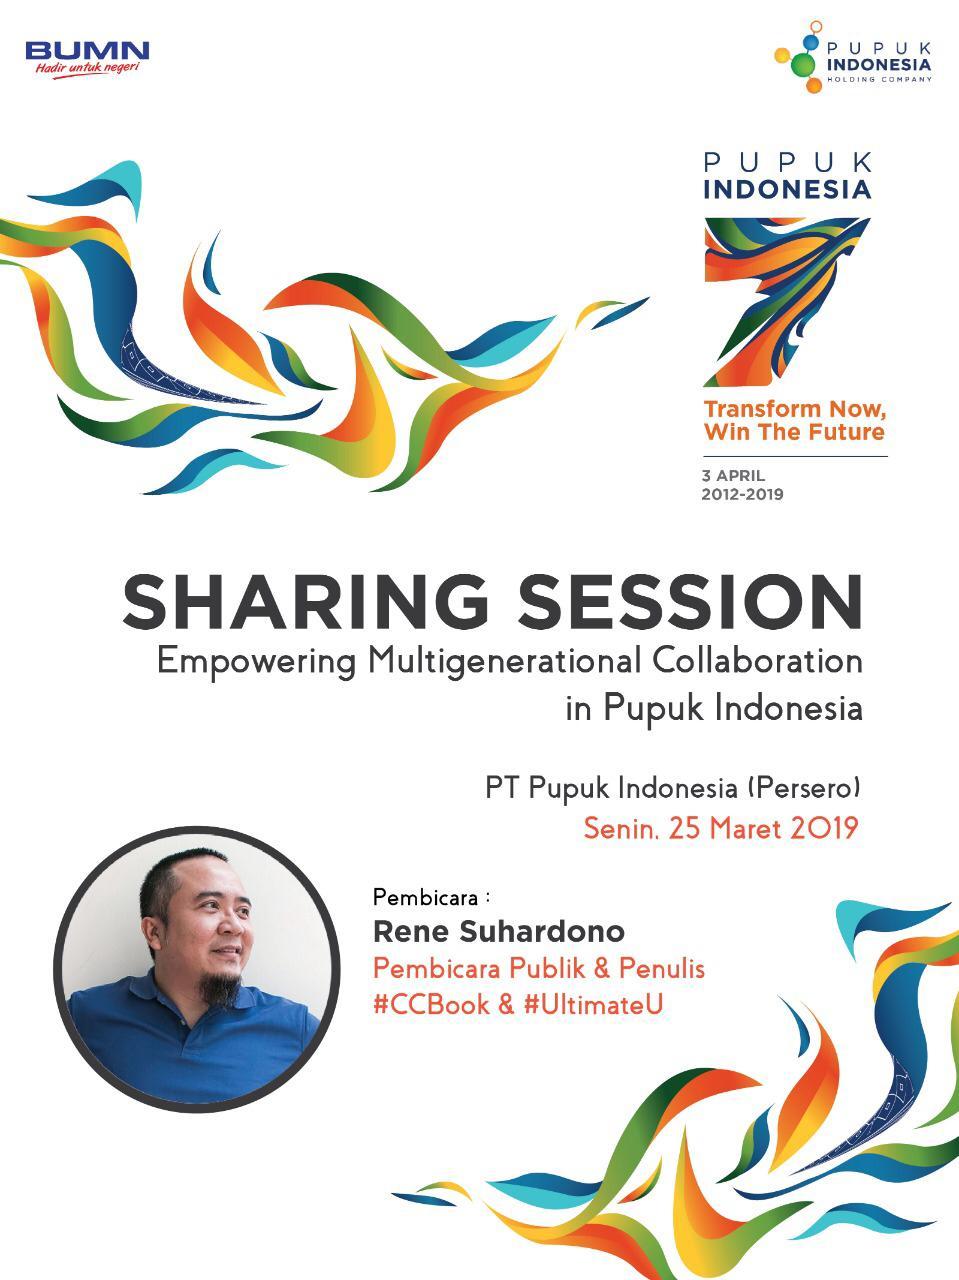 BUMN
Hadir untuk negeri
PUPUK
INDONESIA
HOLDING COMPANY
PUPUK
INDONESIA
7
Transform Now,
Win The Future
3 APRIL
2012-2019
SHARING SESSION
Empowering Multigenerational Collaboration
in Pupuk Indonesia
PT Pupuk Indonesia (Persero)
Senin, 25 Maret 2019
Pembicara :
Rene Suhardono
Pembicara Publik & Penulis
#CCBook & #UltimateU